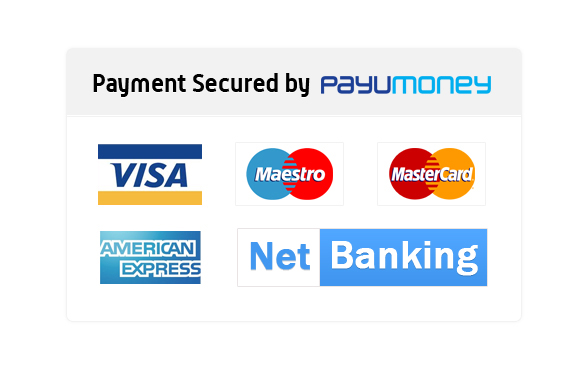 Payment Secured by PayUmoney
VISA
Maestro
MasterCard
AMERICAN
EXPRESS
Net Banking